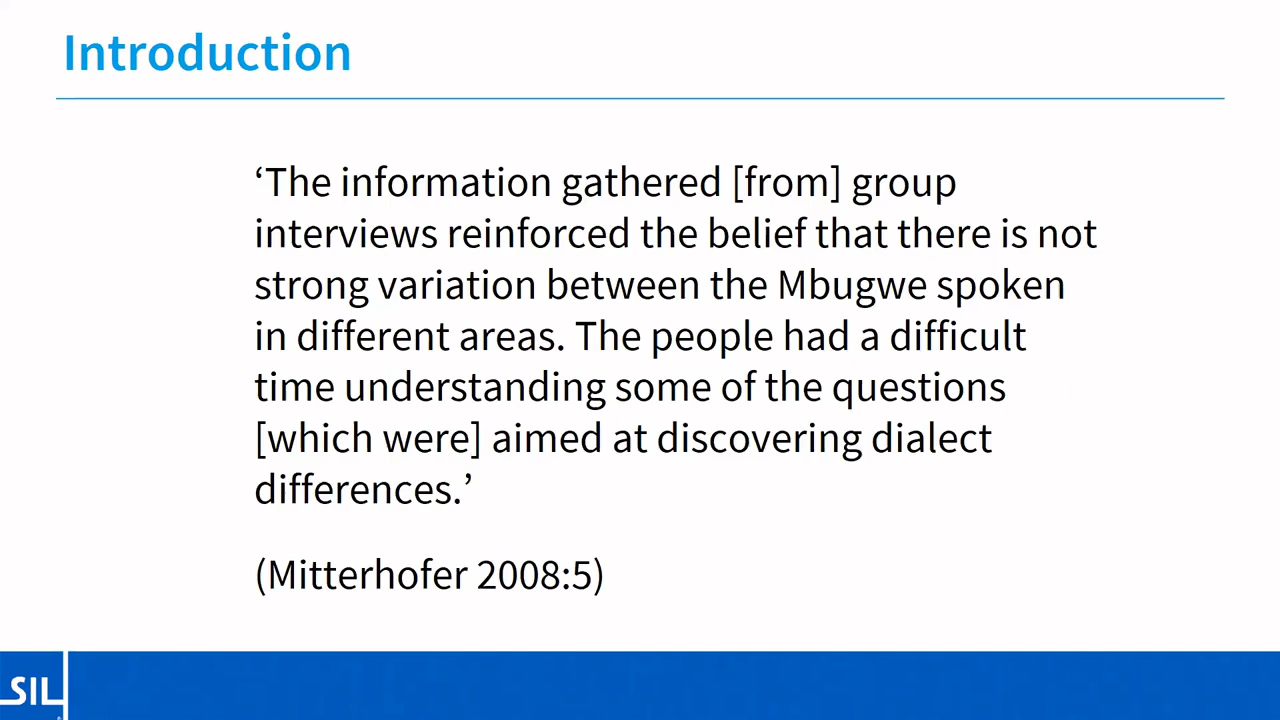 Introduction
‘The information gathered [from] group
interviews reinforced the belief that there is not
strong variation between the Mbugwe spoken
in different areas. The people had a difficult
time understanding some of the questions
[which were] aimed at discovering dialect
differences.’
(Mitterhofer 2008:5)
SIL